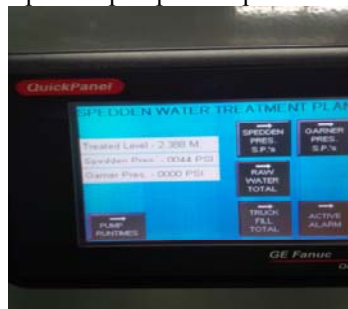 QuickPanel
SPEDDEN WATER TREATMENT PLAN
Treated Level - 2.388 M.
Spedden Pres. - 0044 PSI
Garner Pres. - 0000 PSI
SPEDDEN
PRES.
S.P.'s
GARNER
PRES.
S.P.'s
RAW
WATER
TOTAL
PUMP
RUNTIMES
TRUCK
FILL
TOTAL
ACTIVE
ALARM
GE Fanuc